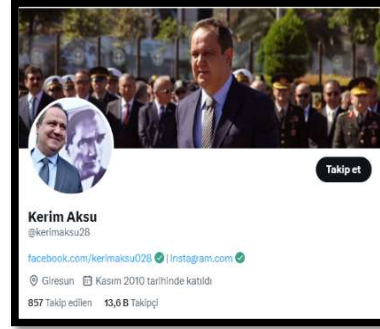 Takip et
Kerim Aksu
@kerimaksu28
facebook.com/kerimaksu028 | Instagram.com
Giresun Kasım 2010 tarihinde katıldı
857 Takip edilen 13,6 B Takipçi